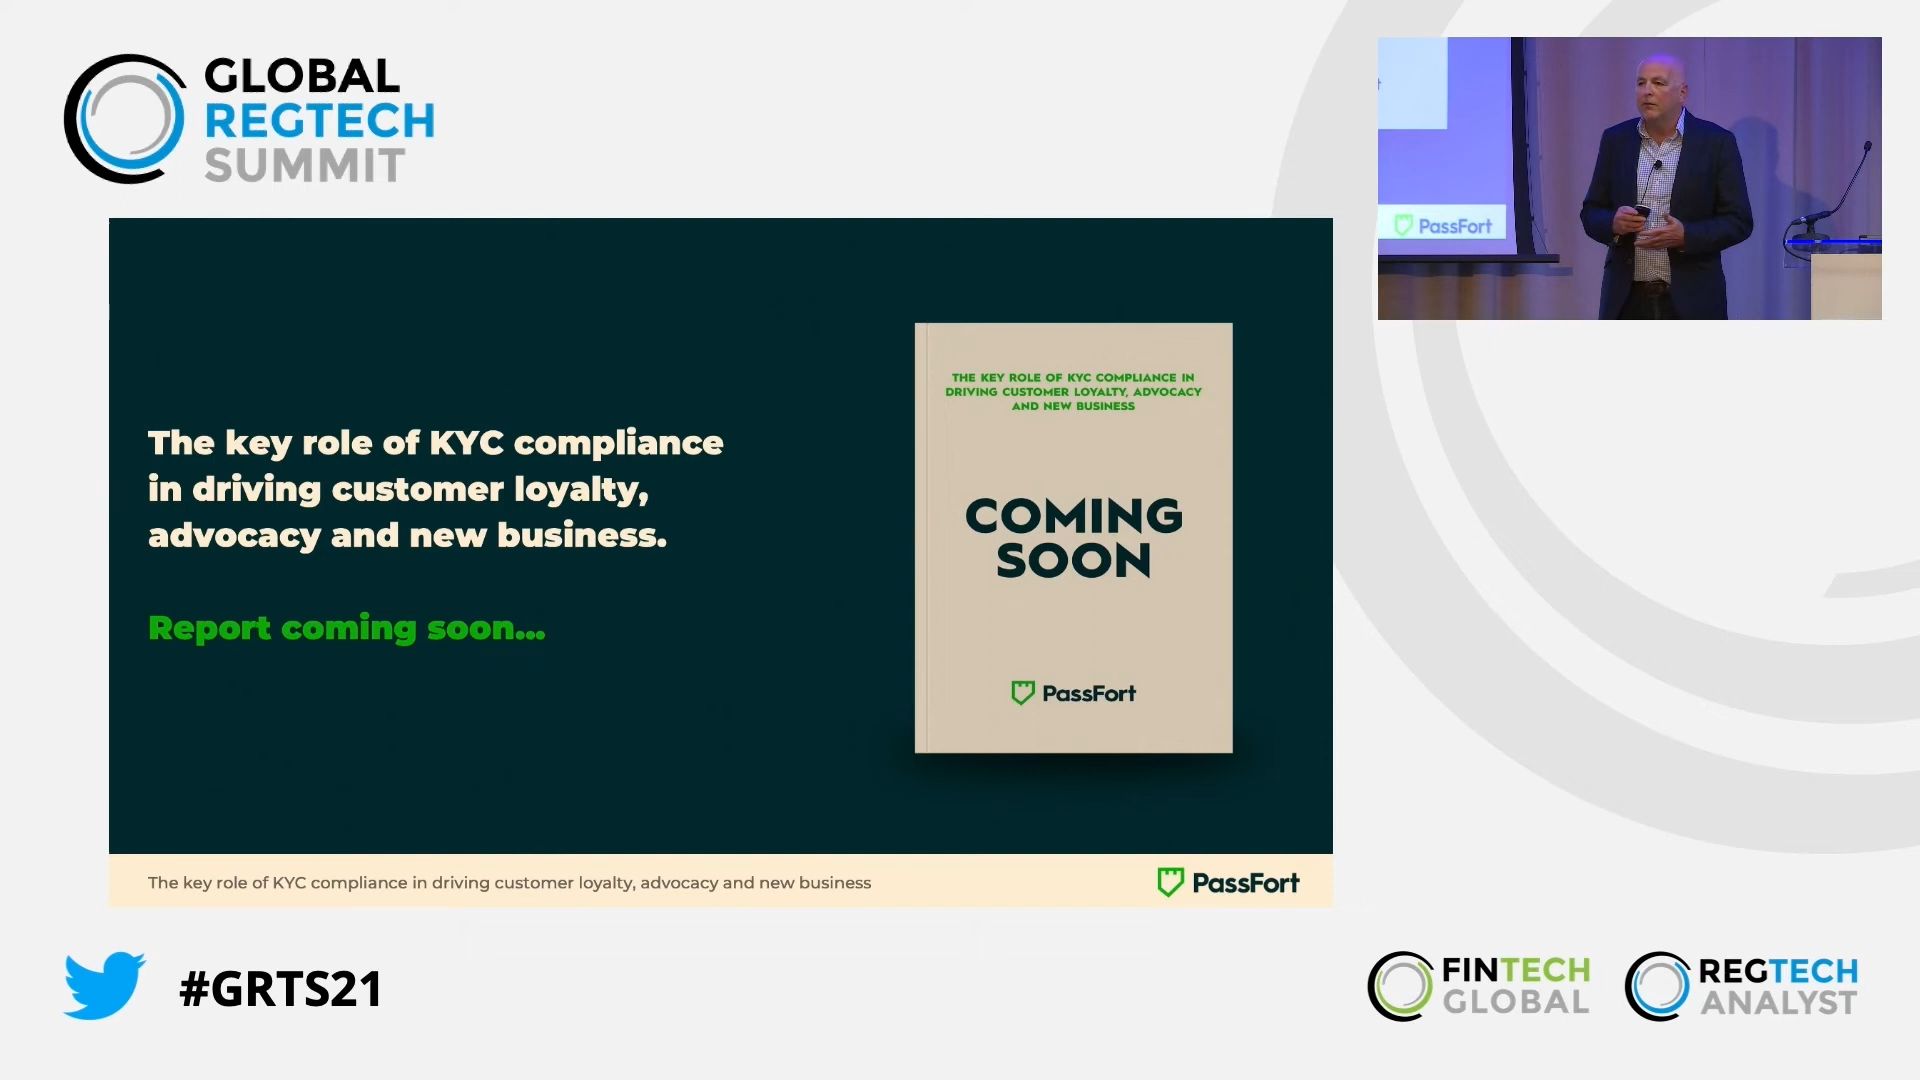 GLOBAL
REGTECH
SUMMIT
PassFort
The key role of KYC compliance
in driving customer loyalty,
advocacy and new business.
Report coming soon...
THE KEY ROLE OF KYC COMPLIANCE IN
DRIVING CUSTOMER LOYALTY, ADVOCACY
AND NEW BUSINESS
COMING
SOON
PassFort
The key role of KYC compliance in driving customer loyalty, advocacy and new business
PassFort
#GRTS21
FINTECH
GLOBAL
REGTECH
ANALYST